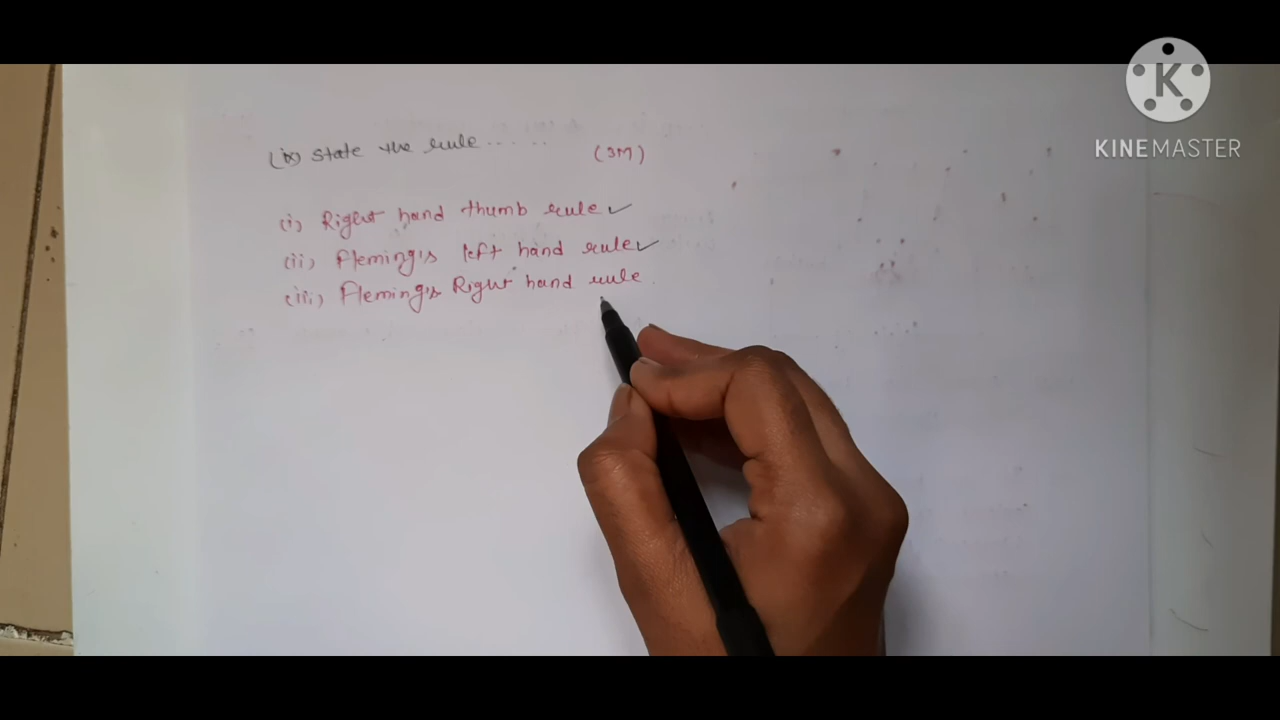 (ix) State the rule ...... (3M)
(i) Right hand thumb rule ✓
(ii) Fleming's left hand rule ✓
(iii) Fleming's Right hand rule.
K
KINEMASTER